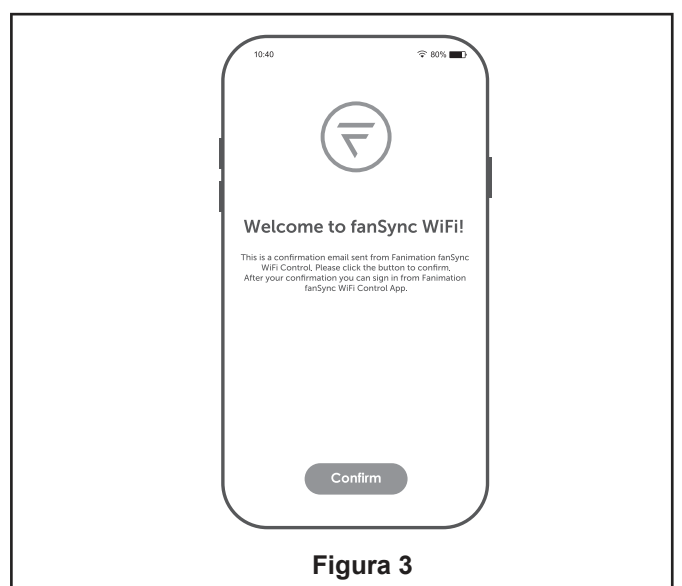 10:40
80%
Welcome to fanSync WiFi!
This is a confirmation email sent from Fanimation fanSync
WiFi Control. Please click the button to confirm.
After your confirmation you can sign in from Fanimation
fanSync WiFi Control App.
Confirm
Figura 3